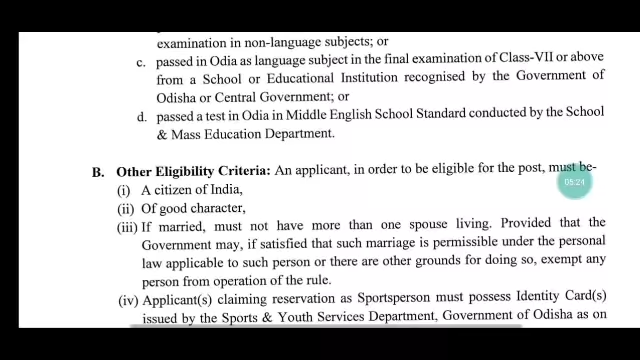 examination in non-language subjects; or
c. passed in Odia as language subject in the final examination of Class-VII or above
from a School or Educational Institution recognised by the Government of
Odisha or Central Government; or
d. passed a test in Odia in Middle English School Standard conducted by the School
& Mass Education Department.
B. Other Eligibility Criteria: An applicant, in order to be eligible for the post, must be-
(i) A citizen of India,
05:24
(ii) Of good character,
(iii) If married, must not have more than one spouse living. Provided that the
Government may, if satisfied that such marriage is permissible under the personal
law applicable to such person or there are other grounds for doing so, exempt any
person from operation of the rule.
(iv) Applicant(s) claiming reservation as Sportsperson must possess Identity Card(s)
issued by the Sports & Youth Services Department, Government of Odisha as on